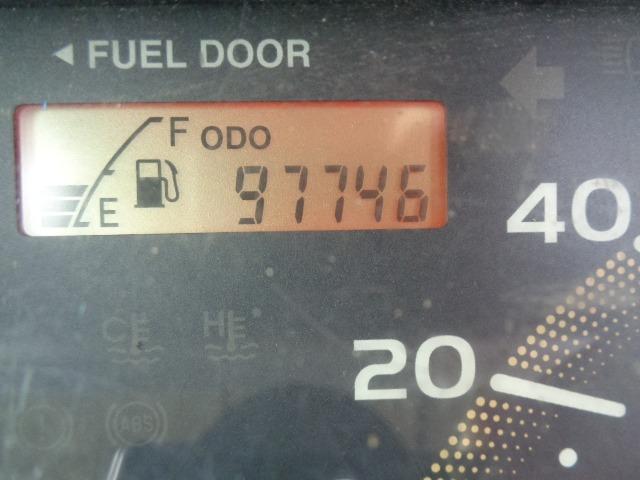 ◄ FUEL DOOR
F ODO
97746
E
40
CE HE
20
ABS